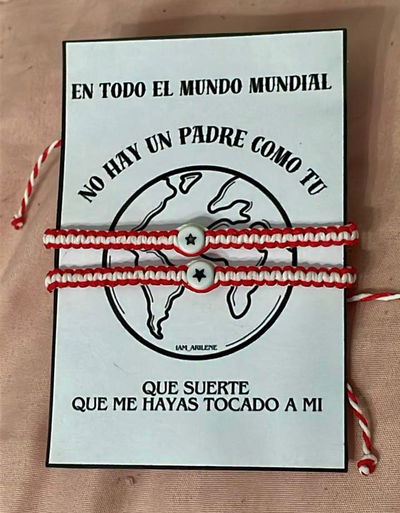 EN TODO EL MUNDO MUNDIAL
NO HAY UN PADRE COMO TU
IAM_ARILENE
QUE SUERTE
QUE ME HAYAS TOCADO A MI